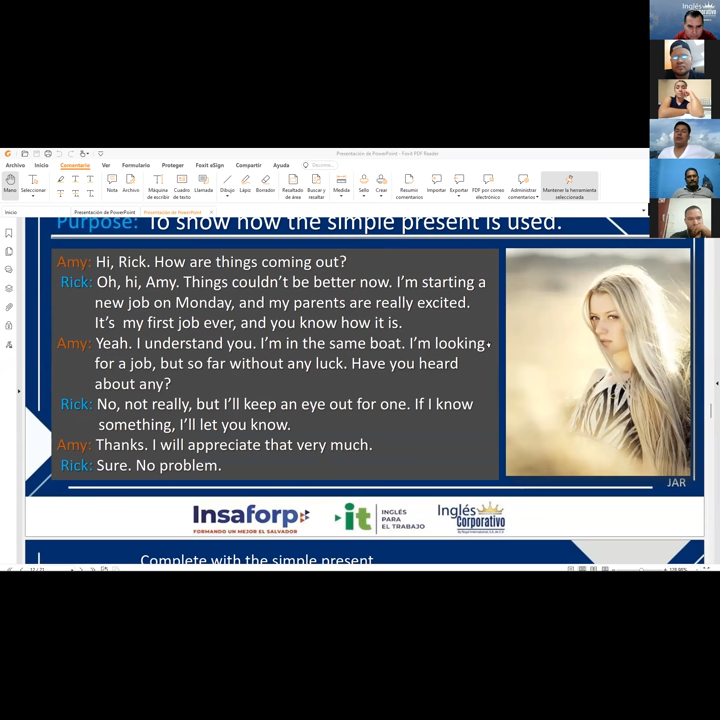 Inglés
Corporativo
Presentación de PowerPoint - Foxit PDF Reader
Archivo Inicio Comentario Ver Formulario Proteger Foxit eSign Compartir Ayuda
Mano Seleccionar Nota Archivo Máquina de escribir Cuadro de texto Llamada Dibujo Lápiz Borrador Resultado de área Buscar y resaltar Medida Sello Crear Resumo comentarios Importar Exportar PDF por correo electrónico Administrar comentarios Mantener la herramienta seleccionada
Inicio Presentación de PowerPoint Presentación de PowerPoint
Purpose: To show how the simple present is used.
Amy: Hi, Rick. How are things coming out?
Rick: Oh, hi, Amy. Things couldn't be better now. I'm starting a
new job on Monday, and my parents are really excited.
It's my first job ever, and you know how it is.
Amy: Yeah. I understand you. I'm in the same boat. I'm looking
for a job, but so far without any luck. Have you heard
about any?
Rick: No, not really, but I'll keep an eye out for one. If I know
something, I'll let you know.
Amy: Thanks. I will appreciate that very much.
Rick: Sure. No problem.
JAR
Insaforp
FORMANDO UN MEJOR EL SALVADOR
it INGLÉS PARA EL TRABAJO
Inglés Corporativo
Complete with the simple present